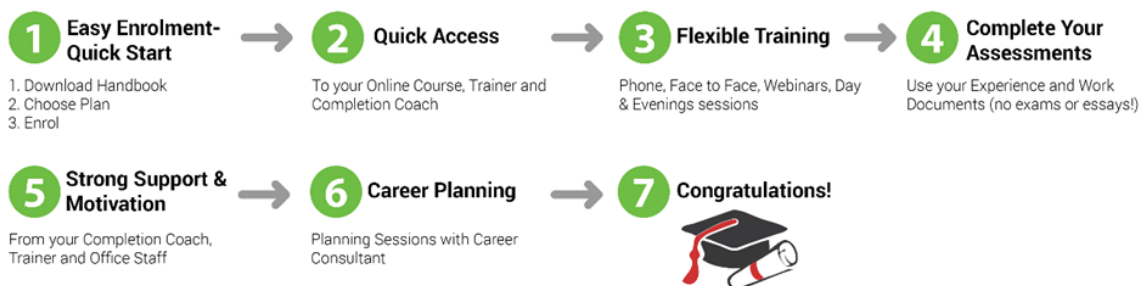 1
Easy Enrolment-
Quick Start
1. Download Handbook
2. Choose Plan
3. Enrol
2
Quick Access
To your Online Course, Trainer and
Completion Coach
3
Flexible Training
Phone, Face to Face, Webinars, Day
& Evenings sessions
4
Complete Your
Assessments
Use your Experience and Work
Documents (no exams or essays!)
5
Strong Support &
Motivation
From your Completion Coach,
Trainer and Office Staff
6
Career Planning
Planning Sessions with Career
Consultant
7
Congratulations!